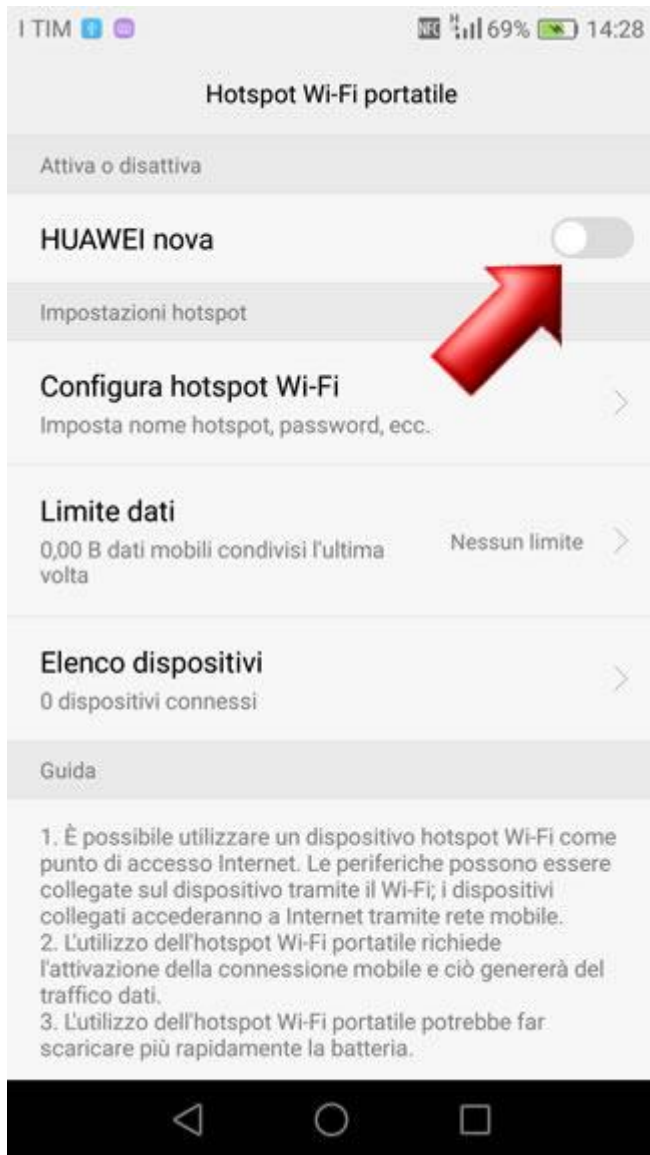 I TIM NFC H 69% 14:28
Hotspot Wi-Fi portatile
Attiva o disattiva
HUAWEI nova
Impostazioni hotspot
Configura hotspot Wi-Fi
Imposta nome hotspot, password, ecc.
Limite dati
0,00 B dati mobili condivisi l'ultima
volta
Nessun limite
Elenco dispositivi
0 dispositivi connessi
Guida
1. È possibile utilizzare un dispositivo hotspot Wi-Fi come
punto di accesso Internet. Le periferiche possono essere
collegate sul dispositivo tramite il Wi-Fi; i dispositivi
collegati accederanno a Internet tramite rete mobile.
2. L'utilizzo dell'hotspot Wi-Fi portatile richiede
l'attivazione della connessione mobile e ciò genererà del
traffico dati.
3. L'utilizzo dell'hotspot Wi-Fi portatile potrebbe far
scaricare più rapidamente la batteria.